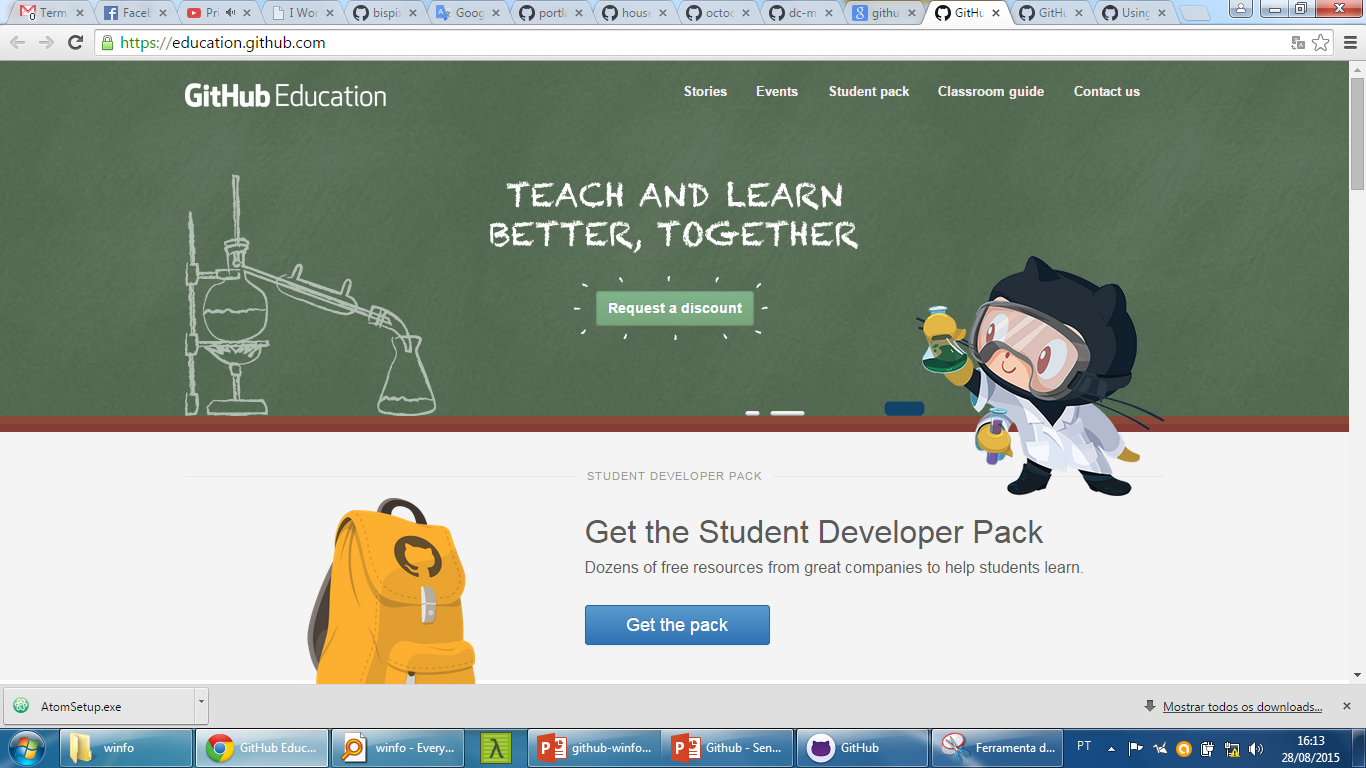 Term
Faceb
Pri
I Wor
bispi
Goog
portla
house
octoc
dc-m
githu
GitHu
GitHu
Using
https://education.github.com
GitHub Education
Stories Events Student pack Classroom guide Contact us
TEACH AND LEARN
BETTER, TOGETHER
Request a discount
STUDENT DEVELOPER PACK
Get the Student Developer Pack
Dozens of free resources from great companies to help students learn.
Get the pack
AtomSetup.exe
Mostrar todos os downloads...
winfo
GitHub Educ...
winfo - Every...
github-winfo...
Github - Sen...
GitHub
Ferramenta d...
PT
16:13
28/08/2015